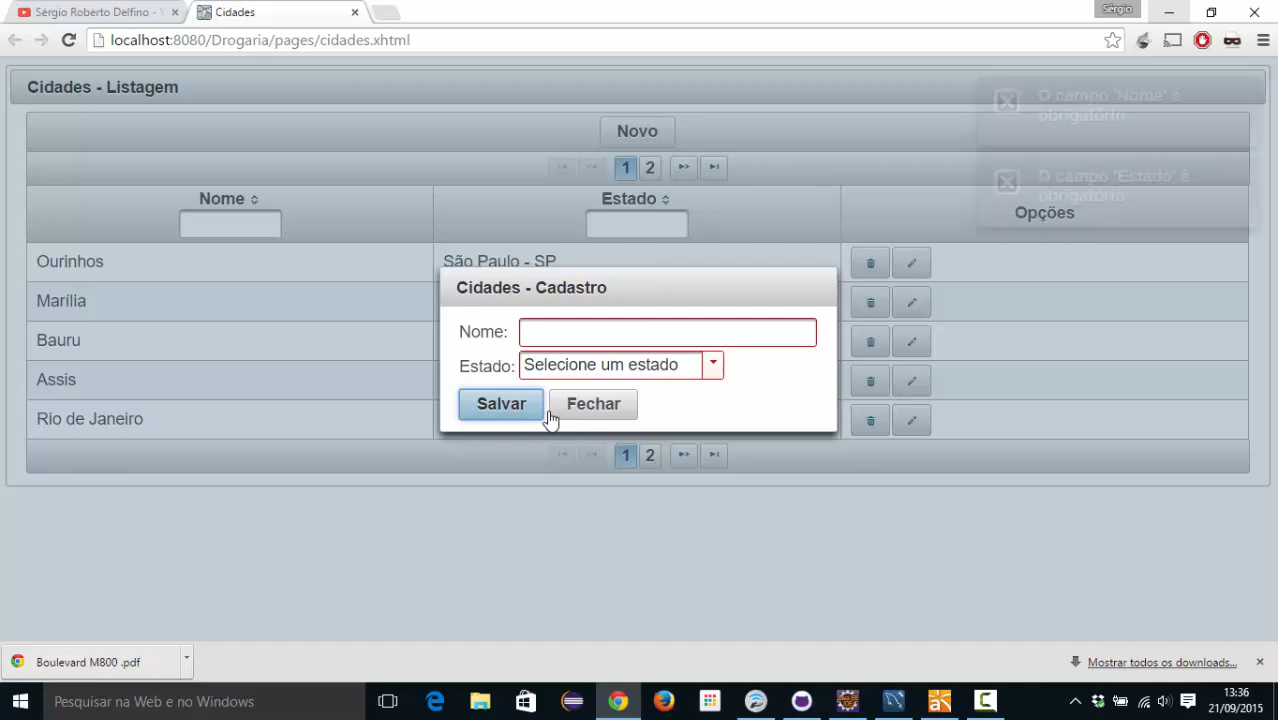 Sérgio Roberto Delfino - \
Cidades
Sérgio
localhost:8080/Drogaria/pages/cidades.xhtml
Cidades - Listagem
O campo 'Nome' é
obrigatório
Novo
1 2
O campo 'Estado' é
obrigatório
Nome
Estado
Opções
Ourinhos
São Paulo - SP
Marília
Bauru
Assis
Rio de Janeiro
Cidades - Cadastro
Nome:
Estado: Selecione um estado
Salvar Fechar
1 2
Boulevard M800 .pdf
Mostrar todos os downloads...
Pesquisar na Web e no Windows
13:36
21/09/2015